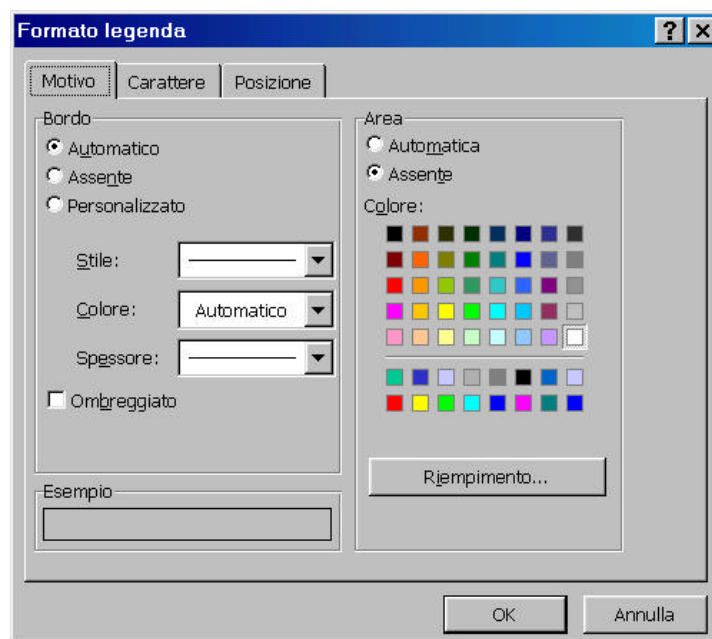 Formato legenda
Motivo Carattere Posizione
Bordo
Automatico
Assente
Personalizzato
Stile:
Colore: Automatico
Spessore:
Ombreggiato
Esempio
Area
Automatica
Assente
Colore:
Riempimento...
OK Annulla